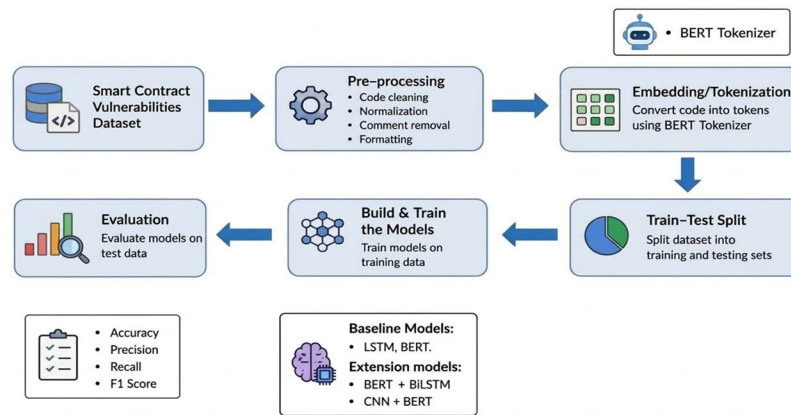 • BERT Tokenizer
Smart Contract
Vulnerabilities
Dataset
</>
Pre-processing
• Code cleaning
• Normalization
• Comment removal
• Formatting
Embedding/Tokenization
Convert code into tokens
using BERT Tokenizer
Evaluation
Evaluate models on
test data
Build & Train
the Models
Train models on
training data
Train-Test Split
Split dataset into
training and testing sets
• Accuracy
• Precision
• Recall
• F1 Score
Baseline Models:
• LSTM, BERT.
Extension models:
• BERT + BiLSTM
• CNN + BERT